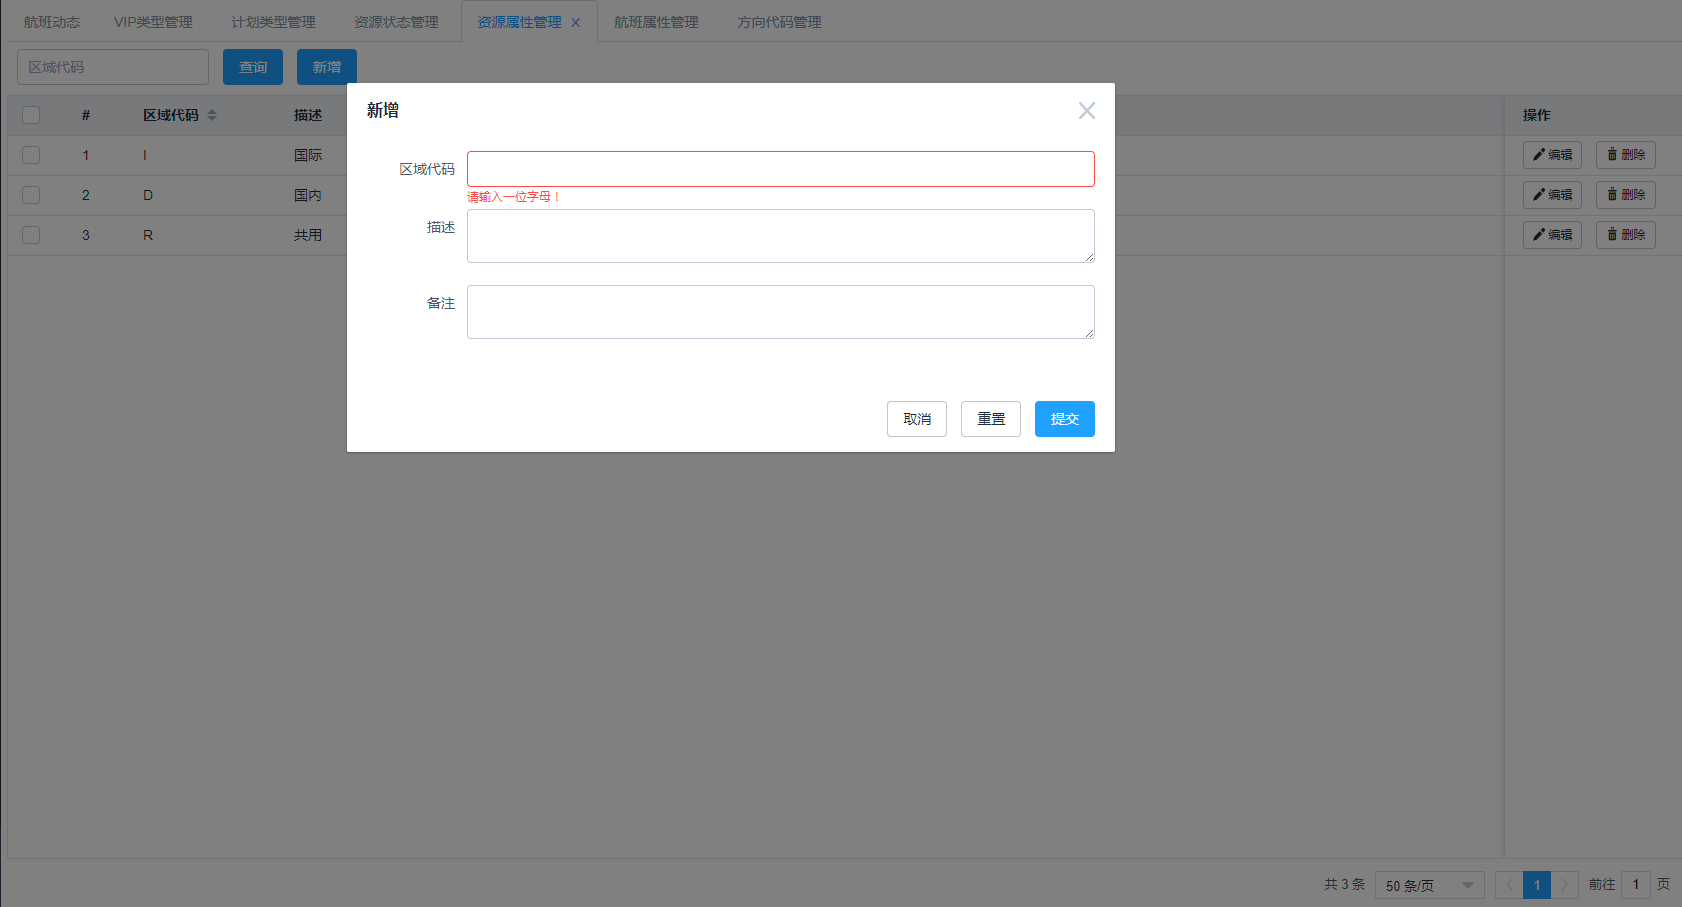 航班动态 VIP类型管理 计划类型管理 资源状态管理 资源属性管理 航班属性管理 方向代码管理
区域代码 查询 新增
# 区域代码 描述 操作
1 I 国际 编辑 删除
2 D 国内 编辑 删除
3 R 共用 编辑 删除
新增
区域代码
请输入一位字母！
描述
备注
取消 重置 提交
共 3 条 50 条/页 1 前往 1 页